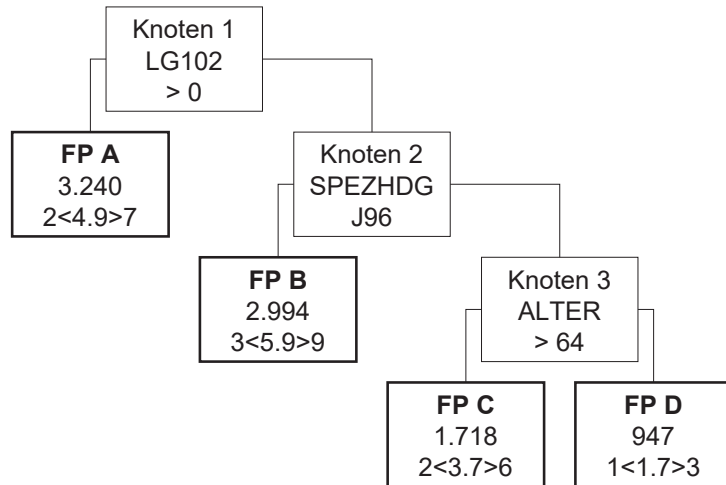 Knoten 1
LG102
> 0
FP A
3.240
2<4.9>7
Knoten 2
SPEZHDG
J96
FP B
2.994
3<5.9>9
Knoten 3
ALTER
> 64
FP C
1.718
2<3.7>6
FP D
947
1<1.7>3